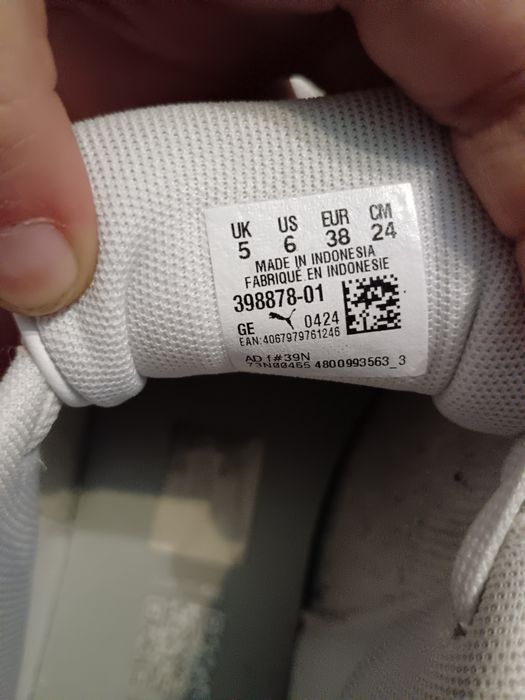 UK US EUR CM
5 6 38 24
MADE IN INDONESIA
FABRIQUÉ EN INDONESIE
398878-01
GE 0424
EAN:4067979761246
AD f#39N
73N00465 4800993563_3